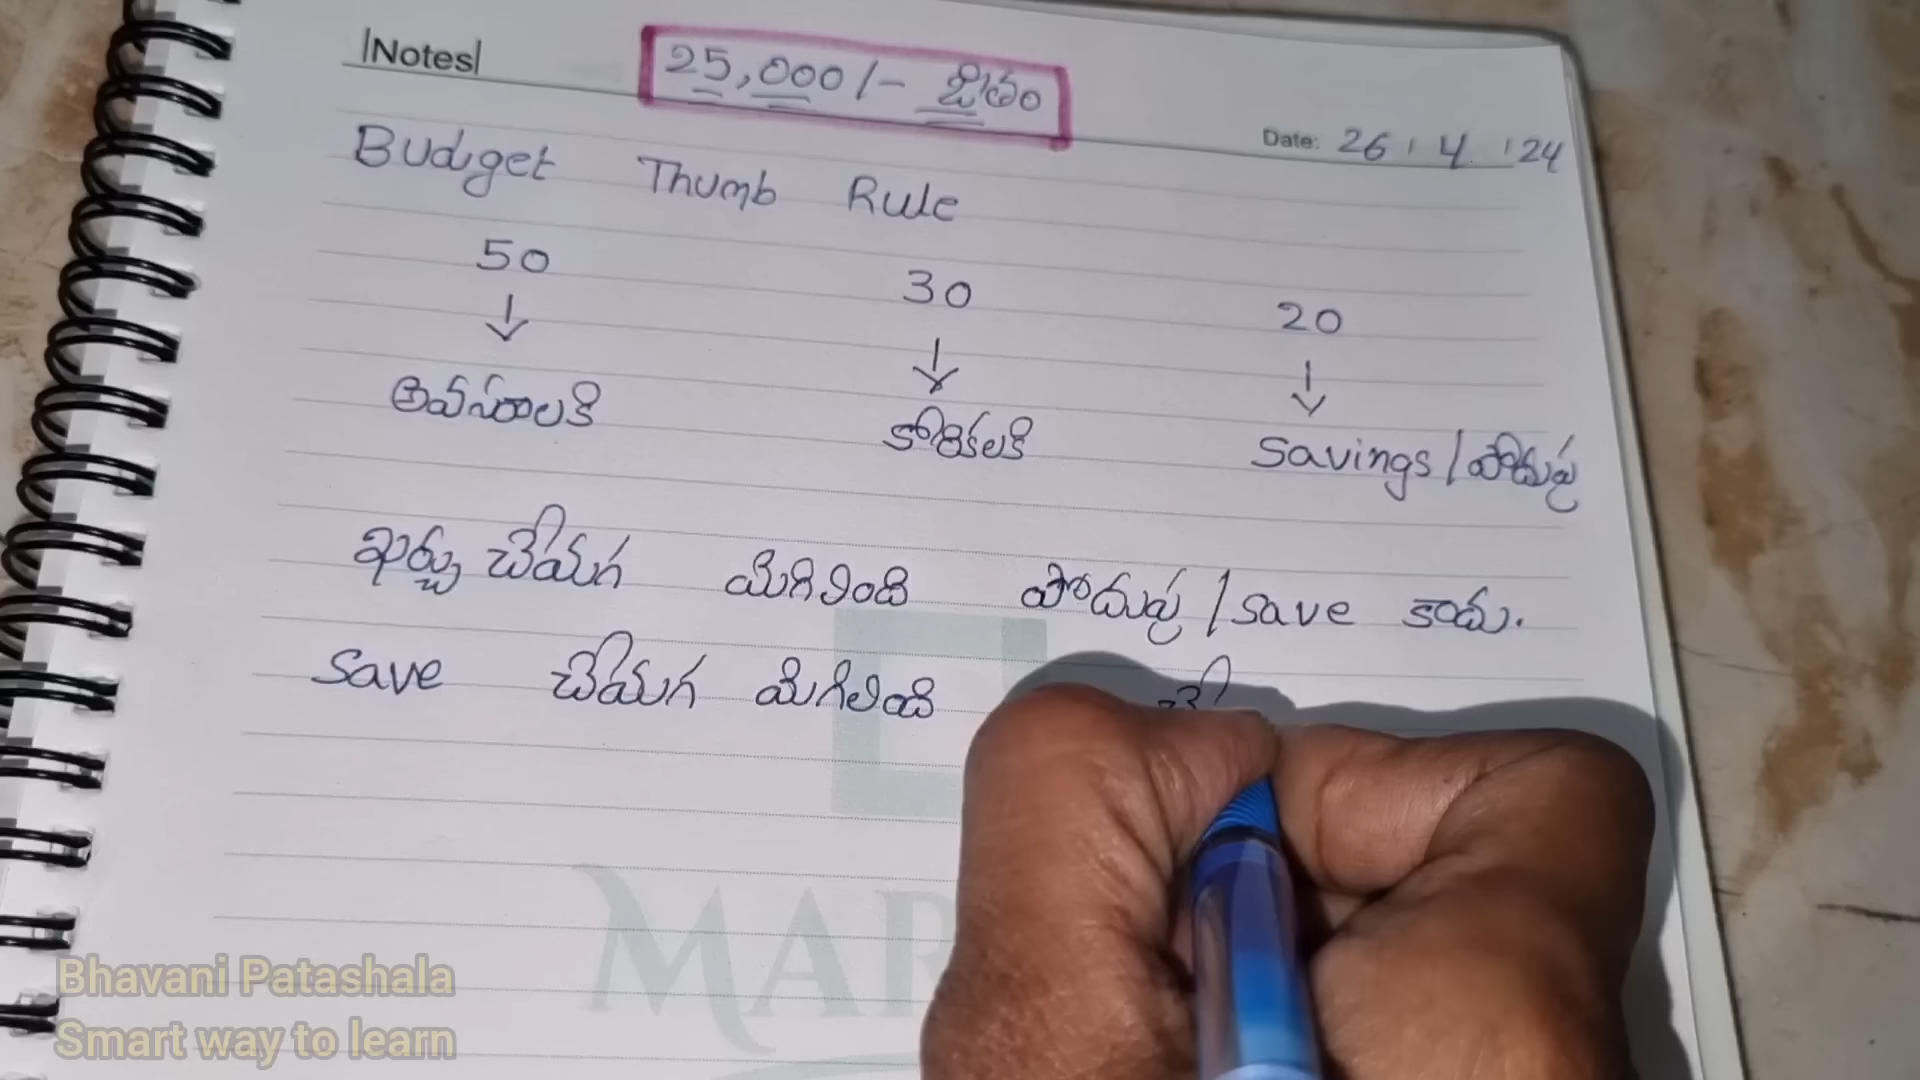 |Notes|
25,000/- జీతం
Date: 26 / 4 / 24
Budget Thumb Rule
50 30 20
అవసరాలకి కోరికలకి Savings/పొదుపు
ఖర్చు చేయగ మిగిలింది పొదుపు/save కాదు.
Save చేయగ మిగిలింది
MAR
Bhavani Patashala
Smart way to learn